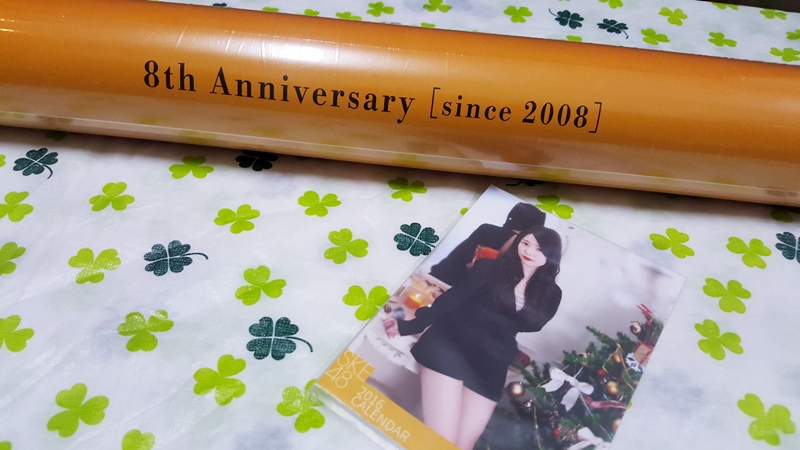 8th Anniversary [since 2008]
SKE
48
2016
CALENDAR